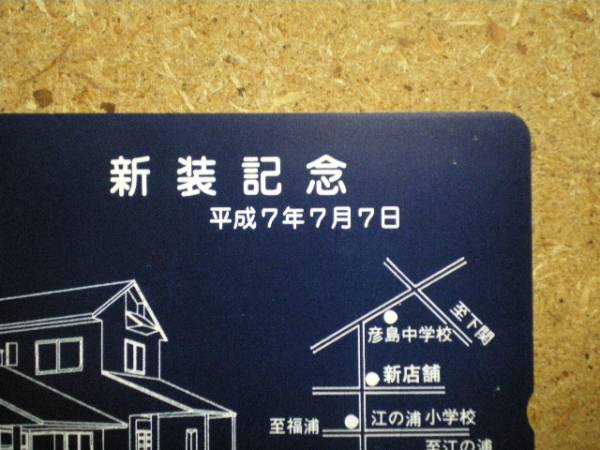 新装記念
平成7年7月7日
至下関
彦島中学校
新店舗
江の浦小学校
至福浦
至江の浦